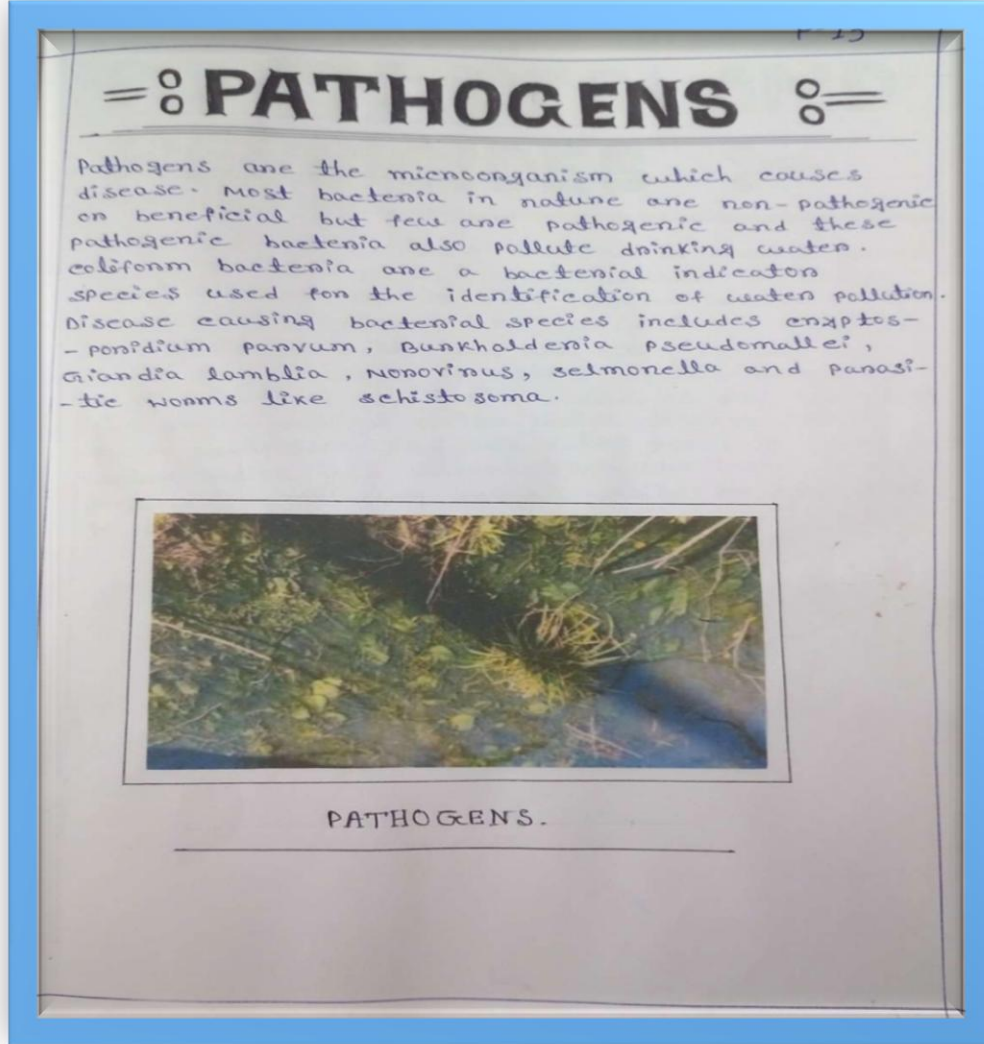 P-15
=: PATHOGENS :=
Pathogens are the microorganism which causes
disease. Most bacteria in nature are non-pathogenic
or beneficial but few are pathogenic and these
pathogenic bacteria also pollute drinking water.
coliform bacteria are a bacterial indicator
species used for the identification of water pollution.
Disease causing bacterial species includes cryptos-
-poridium parvum, Burkholderia pseudomallei,
Giardia lamblia, Norovirus, selmonella and parasi-
-tic worms like schistosoma.
PATHOGENS.